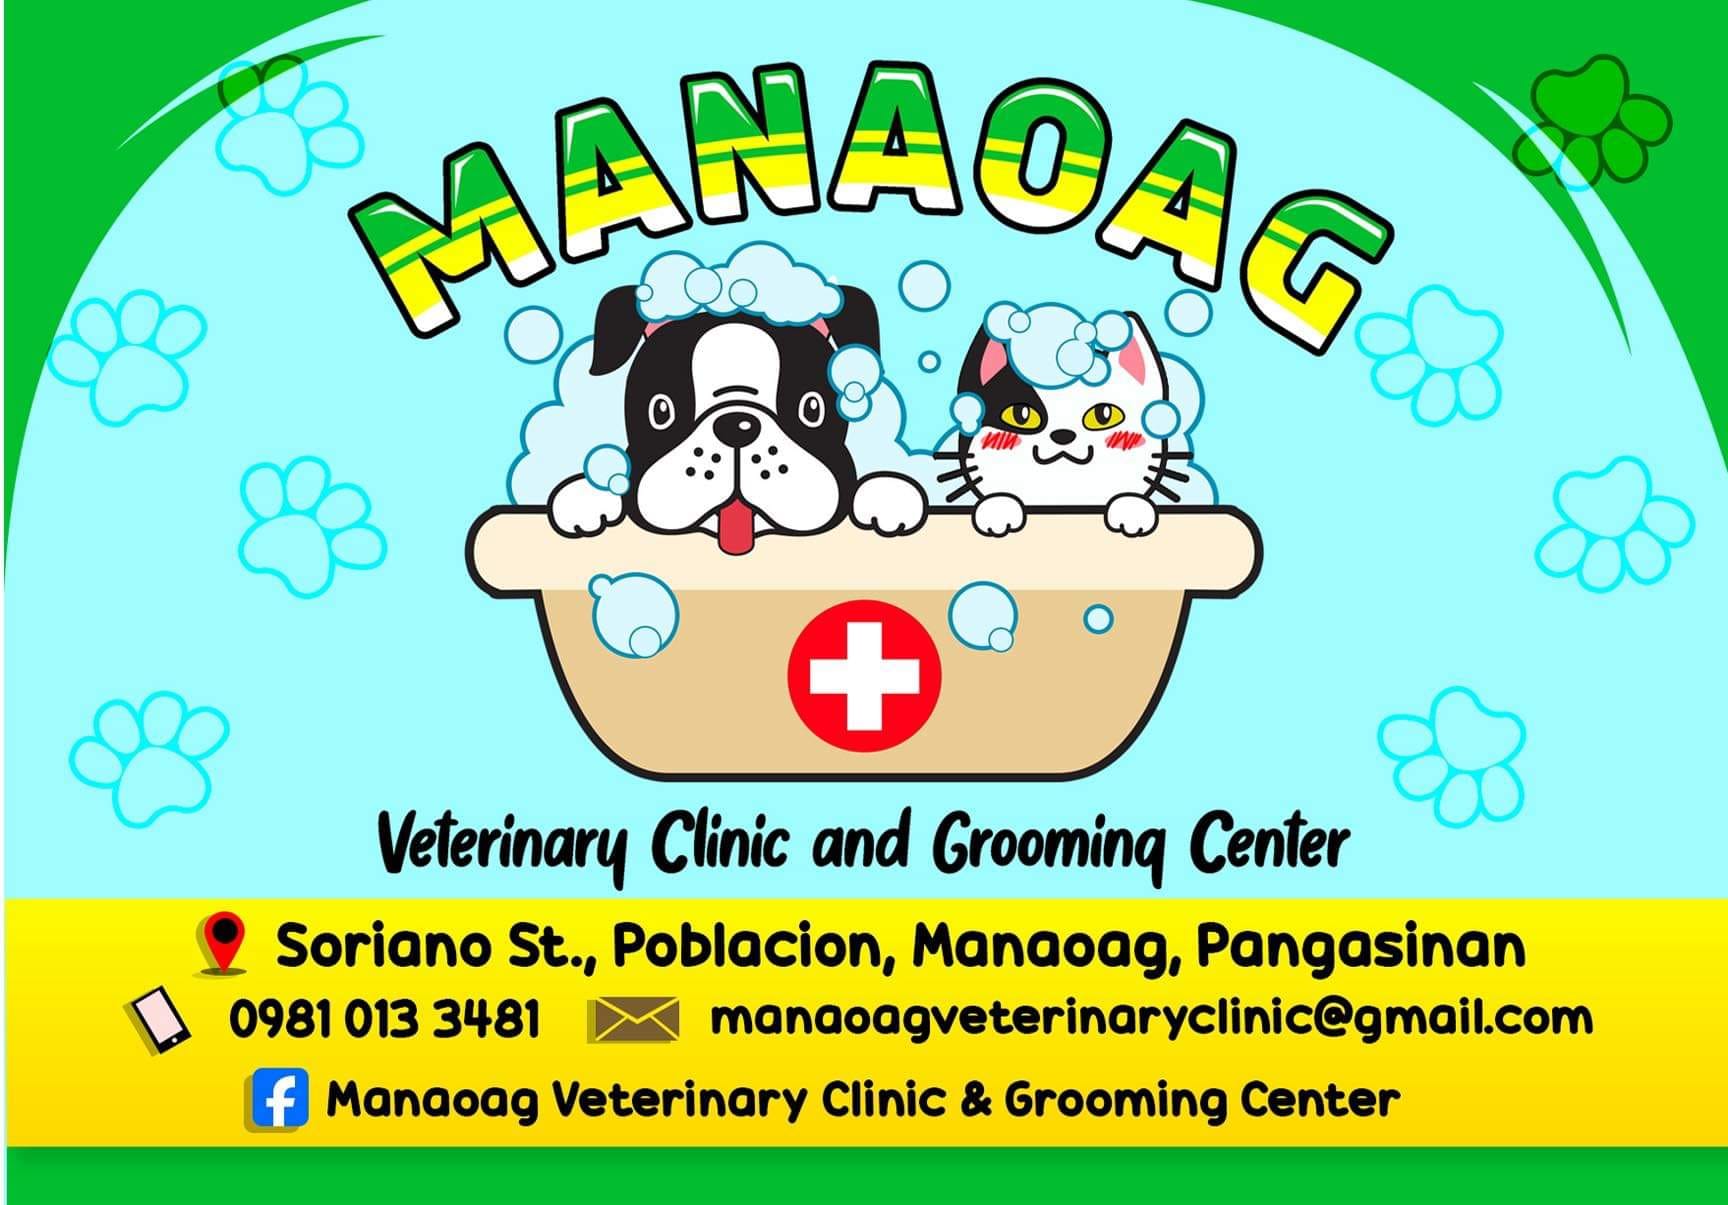 MANAOAG
Veterinary Clinic and Grooming Center
Soriano St., Poblacion, Manaoag, Pangasinan
0981 013 3481 manaoagveterinaryclinic@gmail.com
Manaoag Veterinary Clinic & Grooming Center